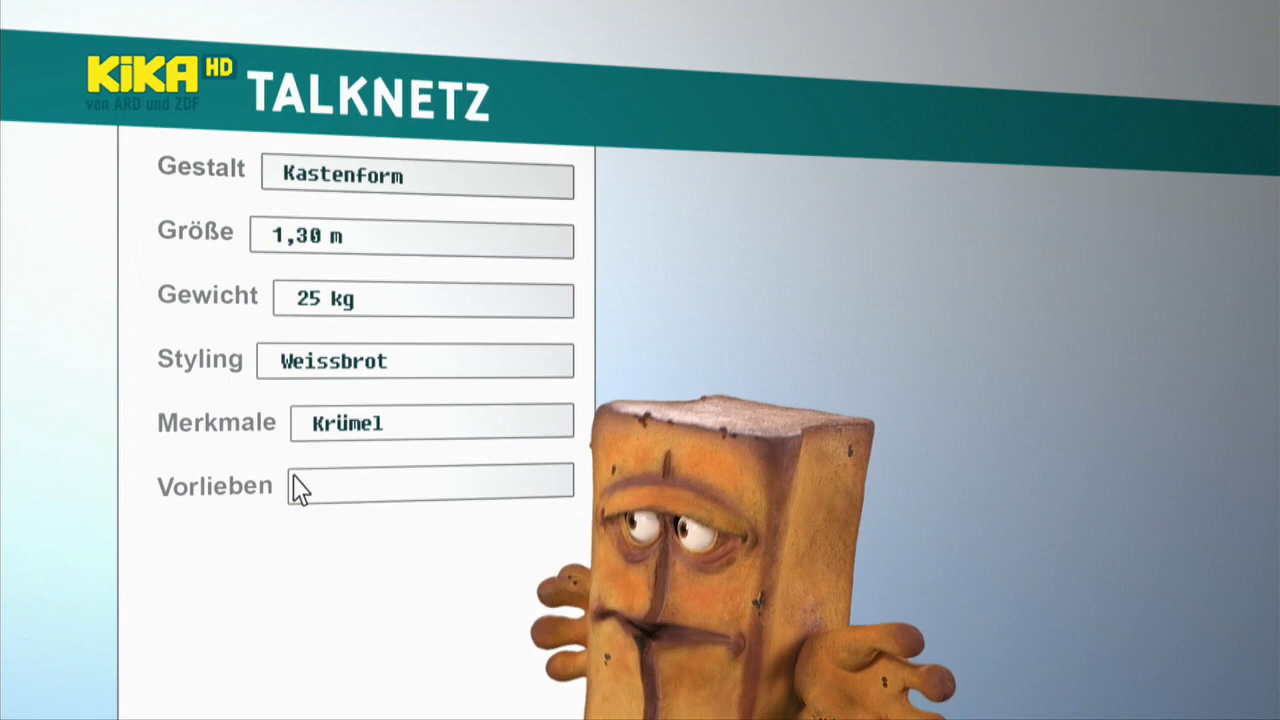 KiKA HD
von ARD und ZDF
TALKNETZ
Gestalt Kastenform
Größe 1,30 m
Gewicht 25 kg
Styling Weissbrot
Merkmale Krümel
Vorlieben